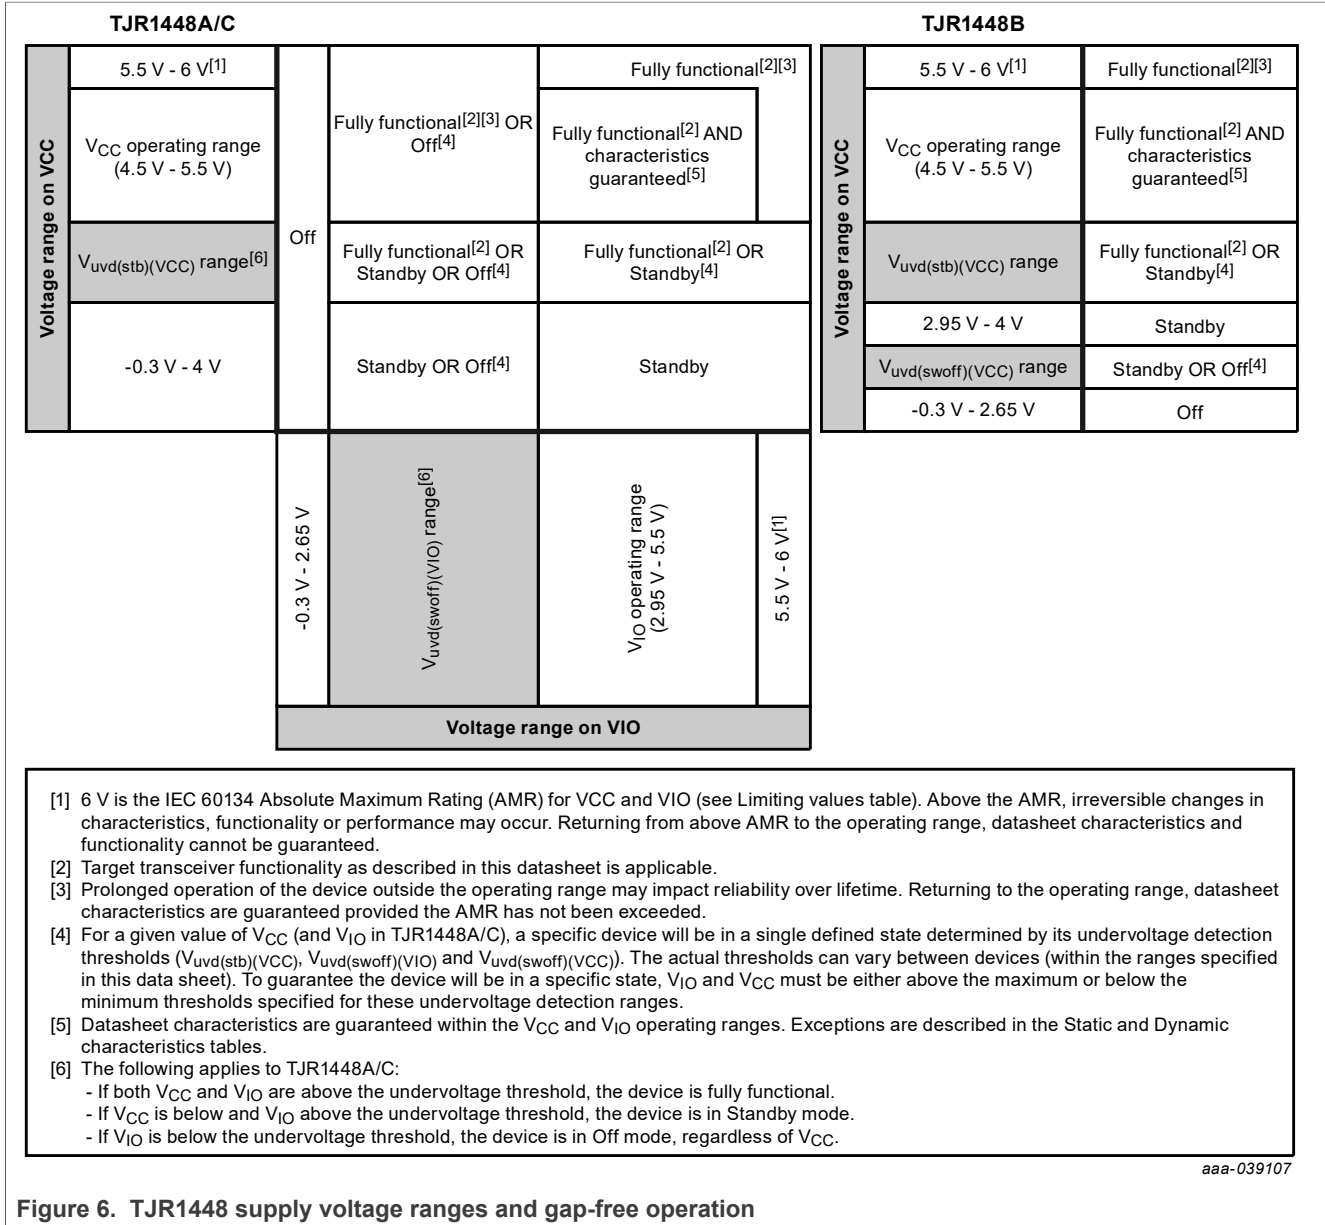 TJR1448A/C
TJR1448B
Voltage range on VCC
5.5 V - 6 V[1]
VCC operating range
(4.5 V - 5.5 V)
Vuvd(stb)(VCC) range[6]
-0.3 V - 4 V
Off
Fully functional[2][3] OR
Off[4]
Fully functional[2][3]
Fully functional[2] AND
characteristics
guaranteed[5]
Fully functional[2] OR
Standby OR Off[4]
Fully functional[2] OR
Standby[4]
Standby OR Off[4]
Standby
-0.3 V - 2.65 V
Vuvd(swoff)(VIO) range[6]
VIO operating range
(2.95 V - 5.5 V)
5.5 V - 6 V[1]
Voltage range on VIO
Voltage range on VCC
5.5 V - 6 V[1]
Fully functional[2][3]
VCC operating range
(4.5 V - 5.5 V)
Fully functional[2] AND
characteristics
guaranteed[5]
Vuvd(stb)(VCC) range
Fully functional[2] OR
Standby[4]
2.95 V - 4 V
Standby
Vuvd(swoff)(VCC) range
Standby OR Off[4]
-0.3 V - 2.65 V
Off
[1] 6 V is the IEC 60134 Absolute Maximum Rating (AMR) for VCC and VIO (see Limiting values table). Above the AMR, irreversible changes in
characteristics, functionality or performance may occur. Returning from above AMR to the operating range, datasheet characteristics and
functionality cannot be guaranteed.
[2] Target transceiver functionality as described in this datasheet is applicable.
[3] Prolonged operation of the device outside the operating range may impact reliability over lifetime. Returning to the operating range, datasheet
characteristics are guaranteed provided the AMR has not been exceeded.
[4] For a given value of VCC (and VIO in TJR1448A/C), a specific device will be in a single defined state determined by its undervoltage detection
thresholds (Vuvd(stb)(VCC), Vuvd(swoff)(VIO) and Vuvd(swoff)(VCC)). The actual thresholds can vary between devices (within the ranges specified
in this data sheet). To guarantee the device will be in a specific state, VIO and VCC must be either above the maximum or below the
minimum thresholds specified for these undervoltage detection ranges.
[5] Datasheet characteristics are guaranteed within the VCC and VIO operating ranges. Exceptions are described in the Static and Dynamic
characteristics tables.
[6] The following applies to TJR1448A/C:
- If both VCC and VIO are above the undervoltage threshold, the device is fully functional.
- If VCC is below and VIO above the undervoltage threshold, the device is in Standby mode.
- If VIO is below the undervoltage threshold, the device is in Off mode, regardless of VCC.
aaa-039107
Figure 6. TJR1448 supply voltage ranges and gap-free operation